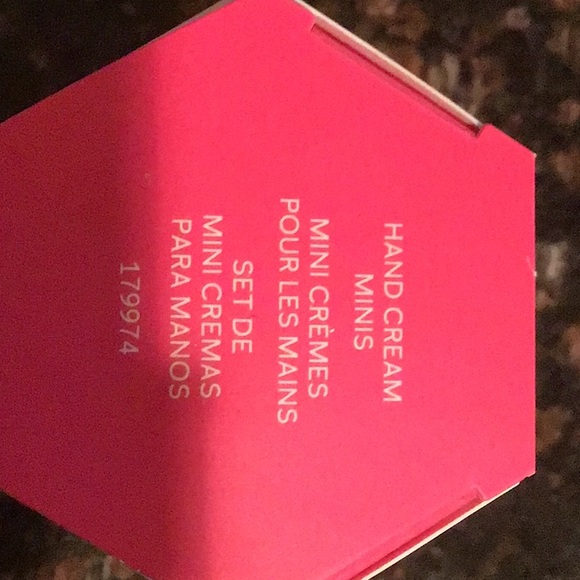 HAND CREAM
MINIS
MINI CRÈMES
POUR LES MAINS
SET DE
MINI CREMAS
PARA MANOS
179974